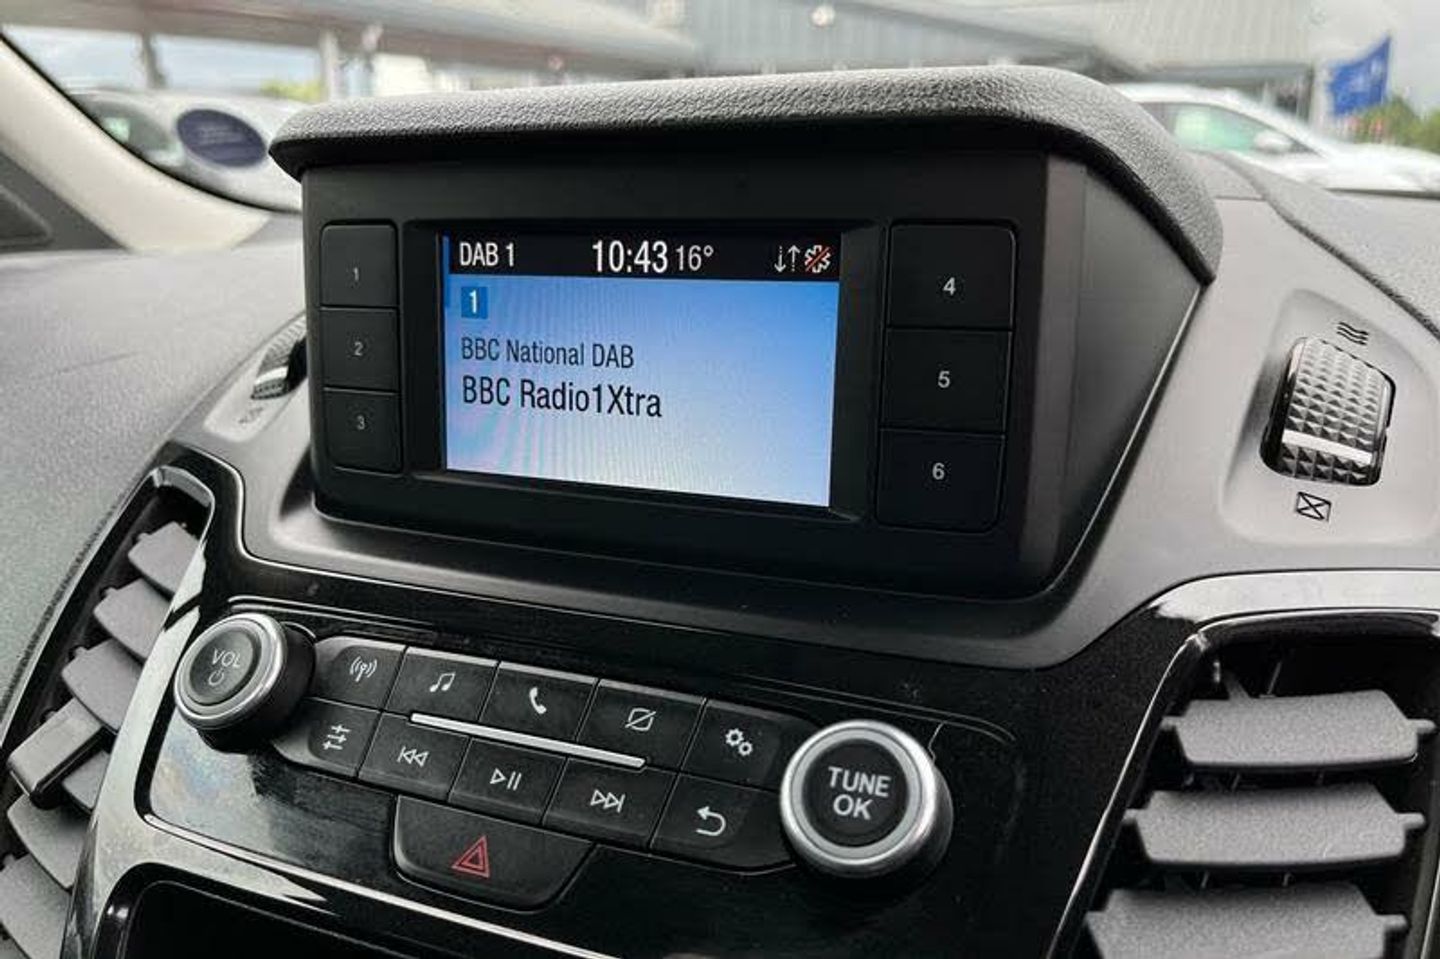 DAB 1 10:43 16°
1
BBC National DAB
BBC Radio1Xtra
1
2
3
4
5
6
VOL
TUNE
OK